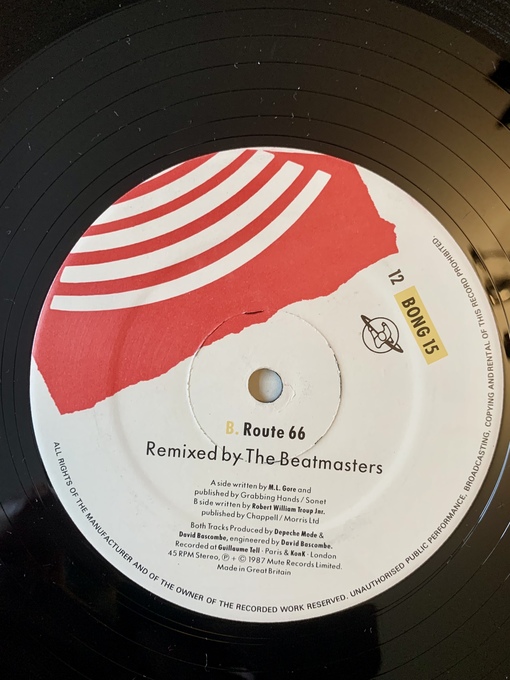 12 BONG 15
B. Route 66
Remixed by The Beatmasters
A side written by M.L. Gore and
published by Grabbing Hands / Sonet
B side written by Robert William Troup Jnr.
published by Chappell / Morris Ltd
Both Tracks Produced by Depeche Mode &
David Bascombe, engineered by David Bascombe.
Recorded at Guillaume Tell · Paris & KonK · London
45 RPM Stereo, ℗ + © 1987 Mute Records Limited.
Made in Great Britain
ALL RIGHTS OF THE MANUFACTURER AND OF THE OWNER OF THE RECORDED WORK RESERVED. UNAUTHORISED PUBLIC PERFORMANCE, BROADCASTING, COPYING AND RENTAL OF THIS RECORD PROHIBITED.